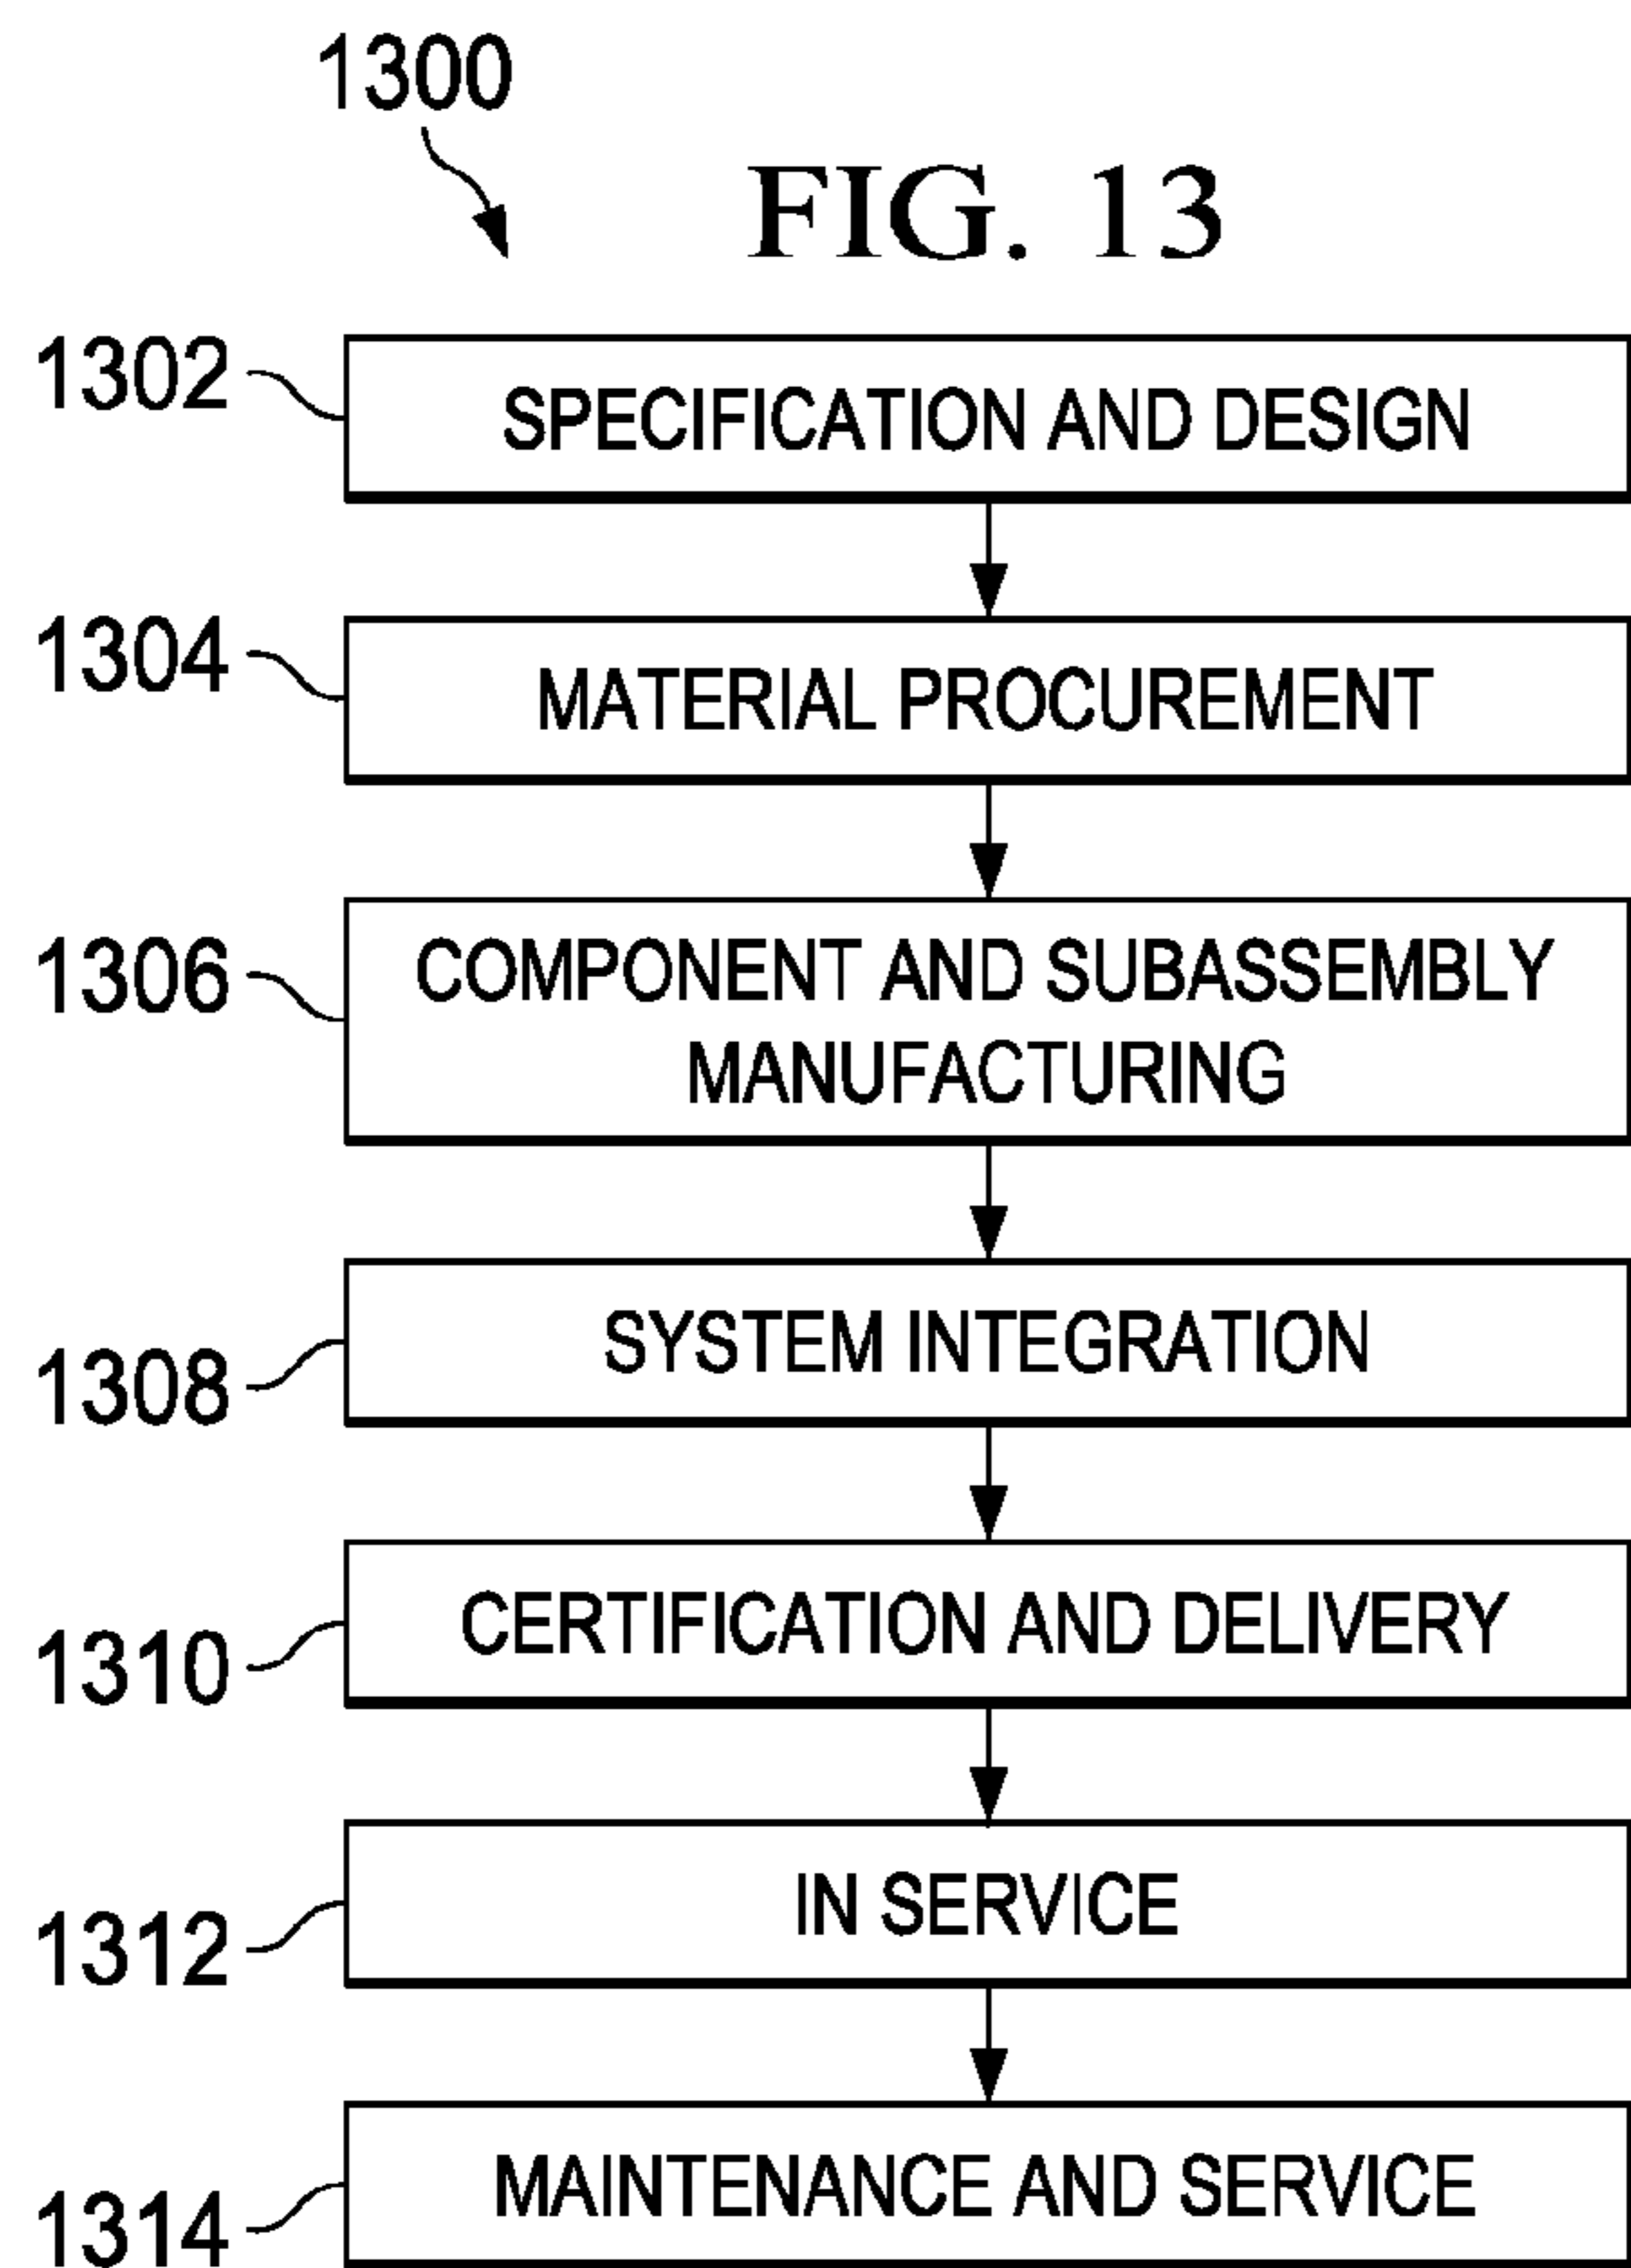 1300
FIG. 13
1302
SPECIFICATION AND DESIGN
1304
MATERIAL PROCUREMENT
1306
COMPONENT AND SUBASSEMBLY
MANUFACTURING
1308
SYSTEM INTEGRATION
1310
CERTIFICATION AND DELIVERY
1312
IN SERVICE
1314
MAINTENANCE AND SERVICE